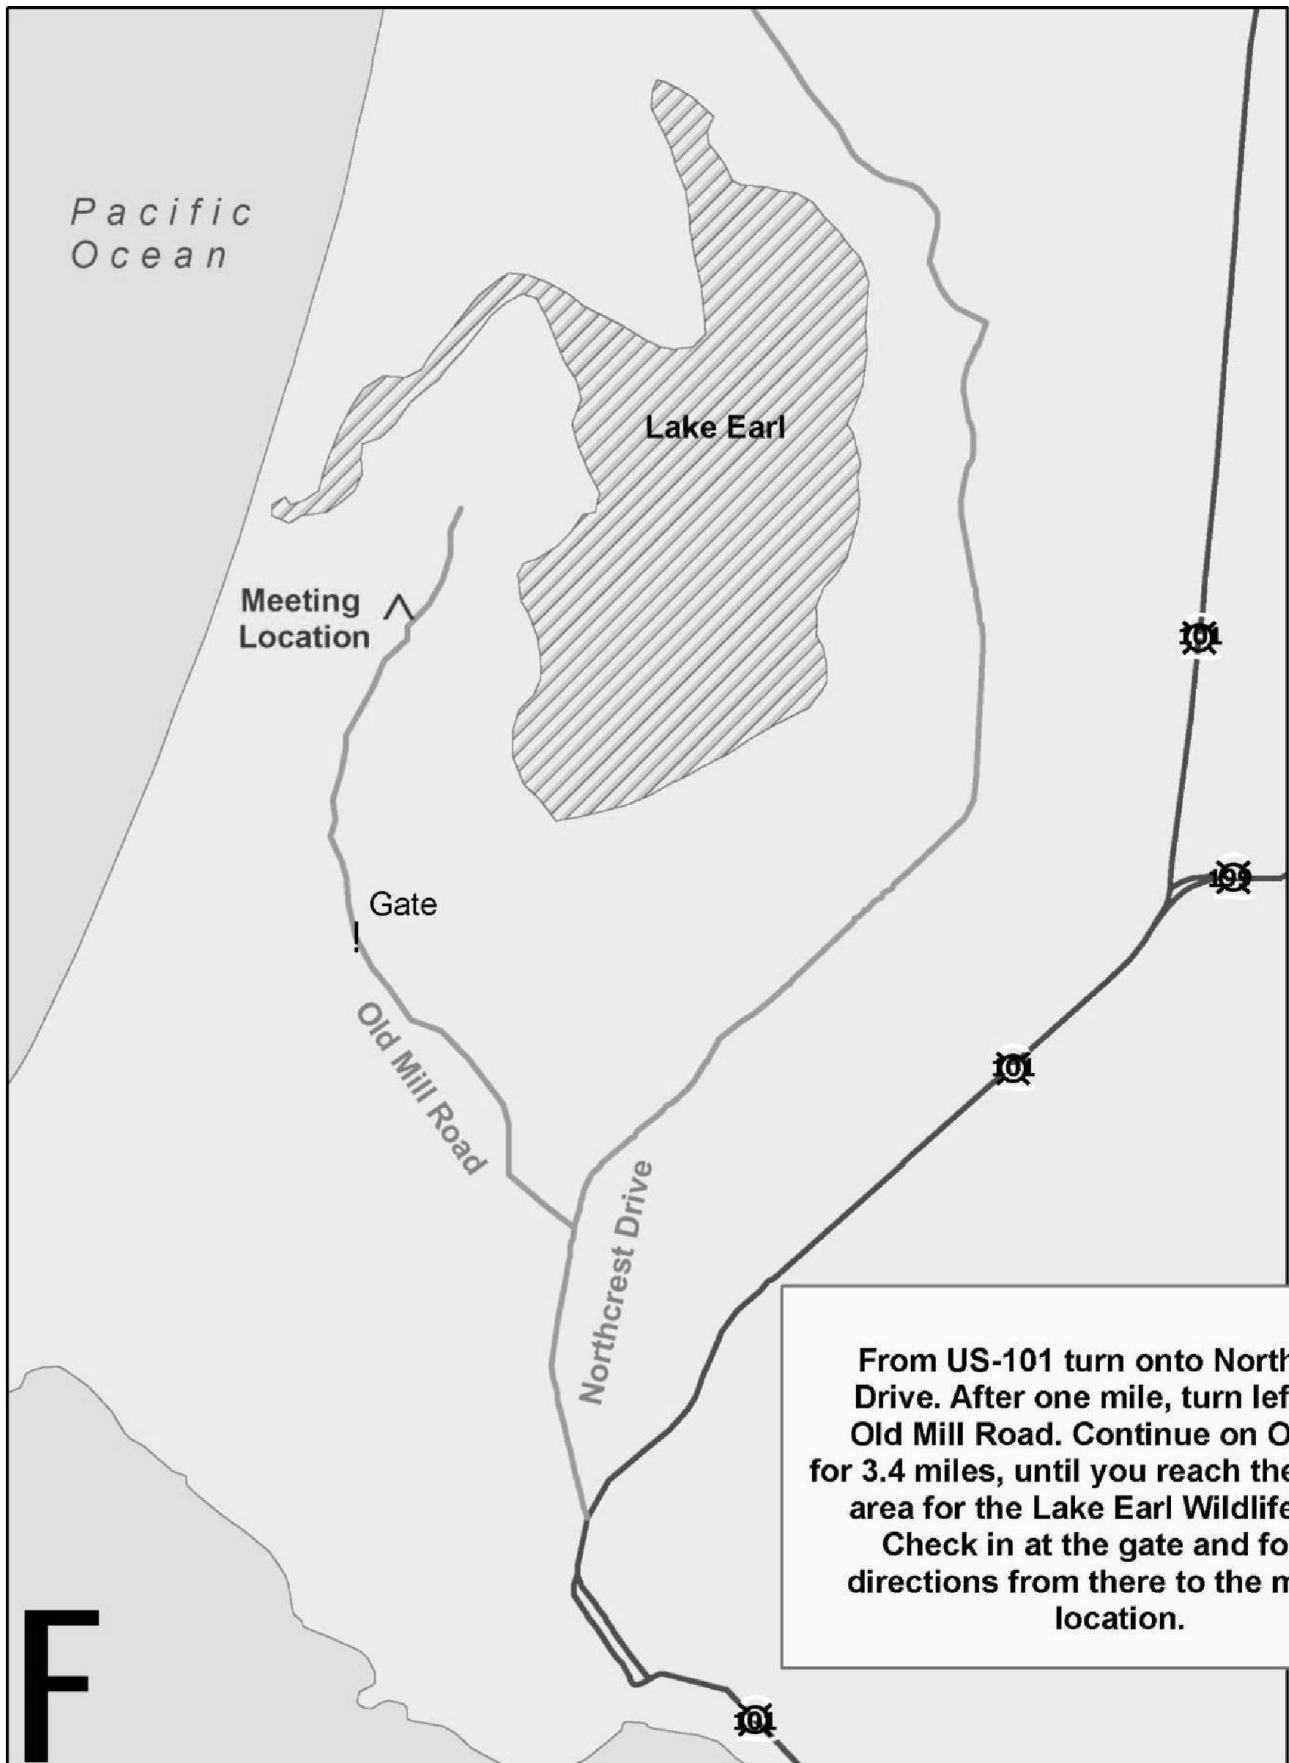 Pacific
Ocean
Lake Earl
Meeting
Location
101
199
Gate
!
Old Mill Road
101
Northcrest Drive
From US-101 turn onto North
Drive. After one mile, turn lef
Old Mill Road. Continue on O
for 3.4 miles, until you reach the
area for the Lake Earl Wildlife
Check in at the gate and fo
directions from there to the m
location.
F
101